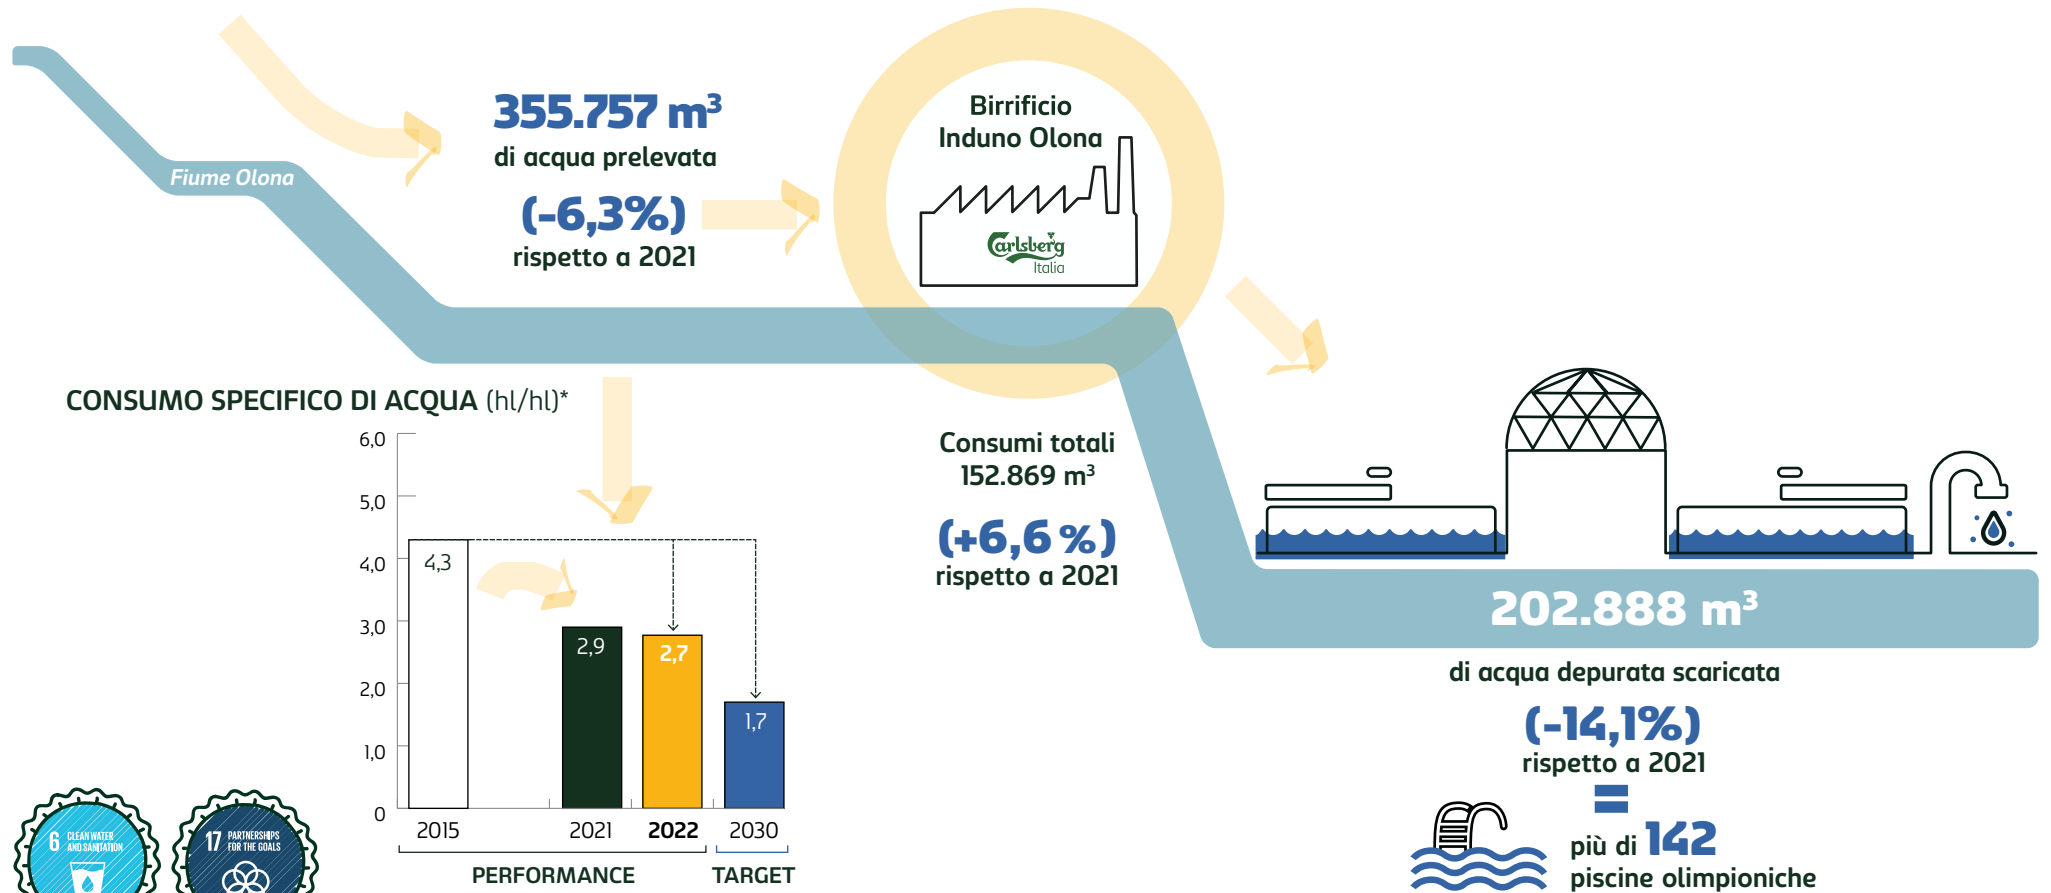 355.757 m³
di acqua prelevata
(-6,3%)
rispetto a 2021
Fiume Olona
Birrificio
Induno Olona
Carlsberg
Italia
CONSUMO SPECIFICO DI ACQUA (hl/hl)*
6,0
5,0
4,0
3,0
2,0
1,0
0
4,3
2,9
2,7
1,7
2015
2021
2022
2030
PERFORMANCE
TARGET
Consumi totali
152.869 m³
(+6,6 %)
rispetto a 2021
202.888 m³
di acqua depurata scaricata
(-14,1%)
rispetto a 2021
=
più di 142
piscine olimpioniche
6 CLEAN WATER
AND SANITATION
17 PARTNERSHIPS
FOR THE GOALS